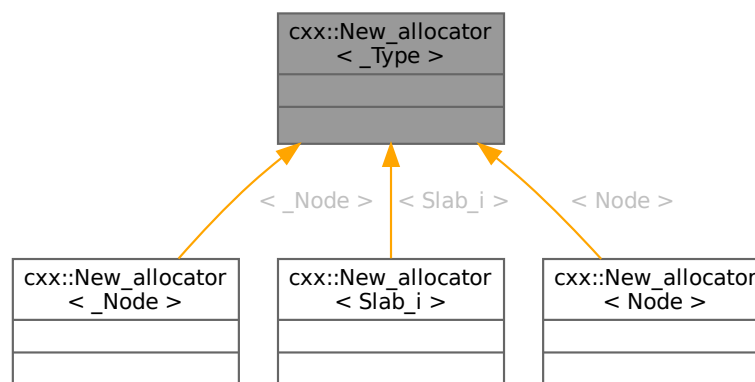 cxx::New_allocator
< _Type >
< _Node >
< Slab_i >
< Node >
cxx::New_allocator
< _Node >
cxx::New_allocator
< Slab_i >
cxx::New_allocator
< Node >